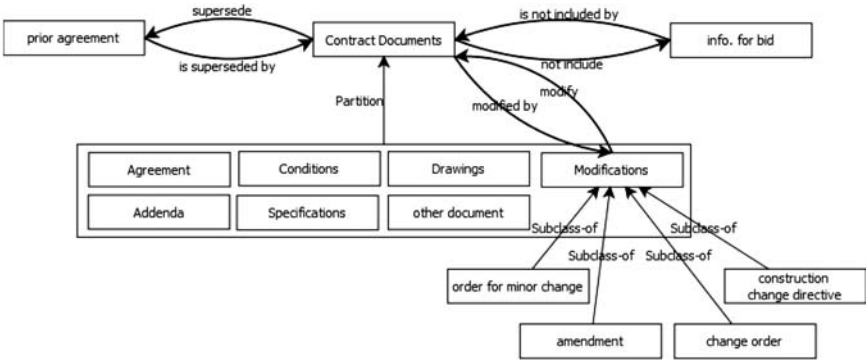 supersede
is not included by
prior agreement
Contract Documents
info. for bid
is superseded by
not include
modify
Partition
modified by
Agreement
Conditions
Drawings
Modifications
Addenda
Specifications
other document
Subclass-of
Subclass-of
Subclass-of
Subclass-of
order for minor change
construction
change directive
amendment
change order